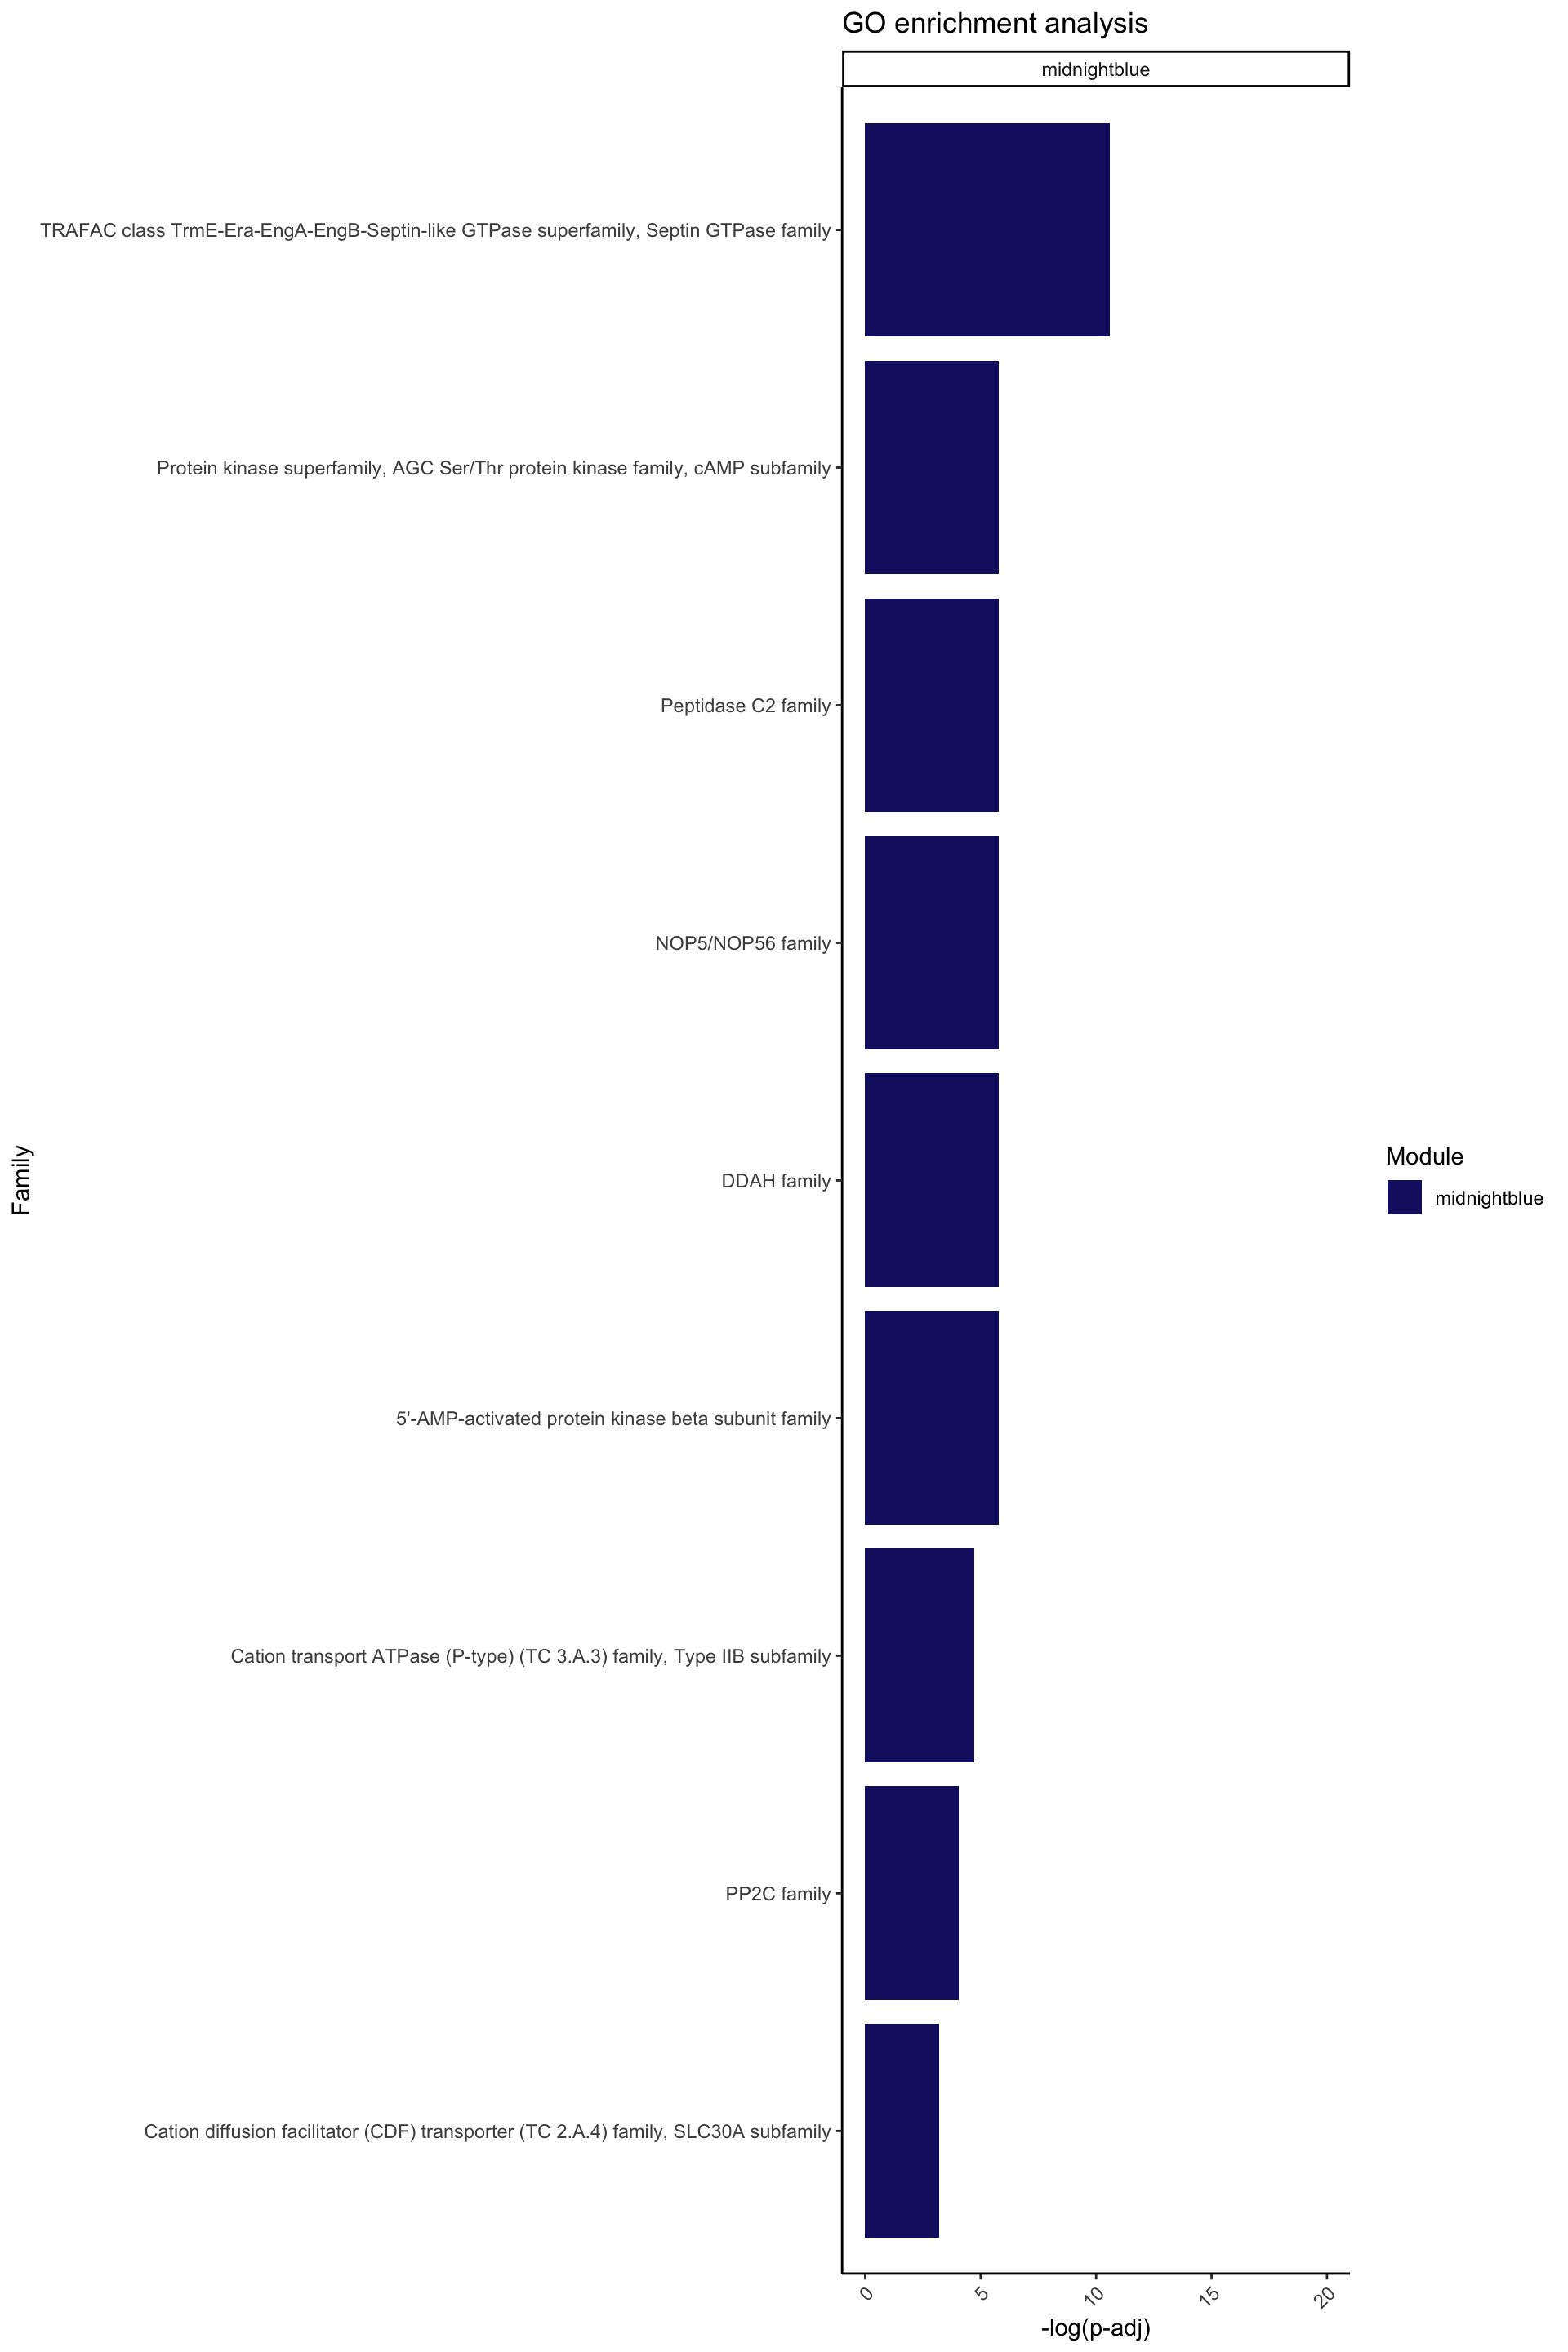 GO enrichment analysis
midnightblue
TRAFAC class TrmE-Era-EngA-EngB-Septin-like GTPase superfamily, Septin GTPase family
Protein kinase superfamily, AGC Ser/Thr protein kinase family, cAMP subfamily
Peptidase C2 family
NOP5/NOP56 family
DDAH family
5'-AMP-activated protein kinase beta subunit family
Cation transport ATPase (P-type) (TC 3.A.3) family, Type IIB subfamily
PP2C family
Cation diffusion facilitator (CDF) transporter (TC 2.A.4) family, SLC30A subfamily
Family
0
5
10
15
20
-log(p-adj)
Module
midnightblue